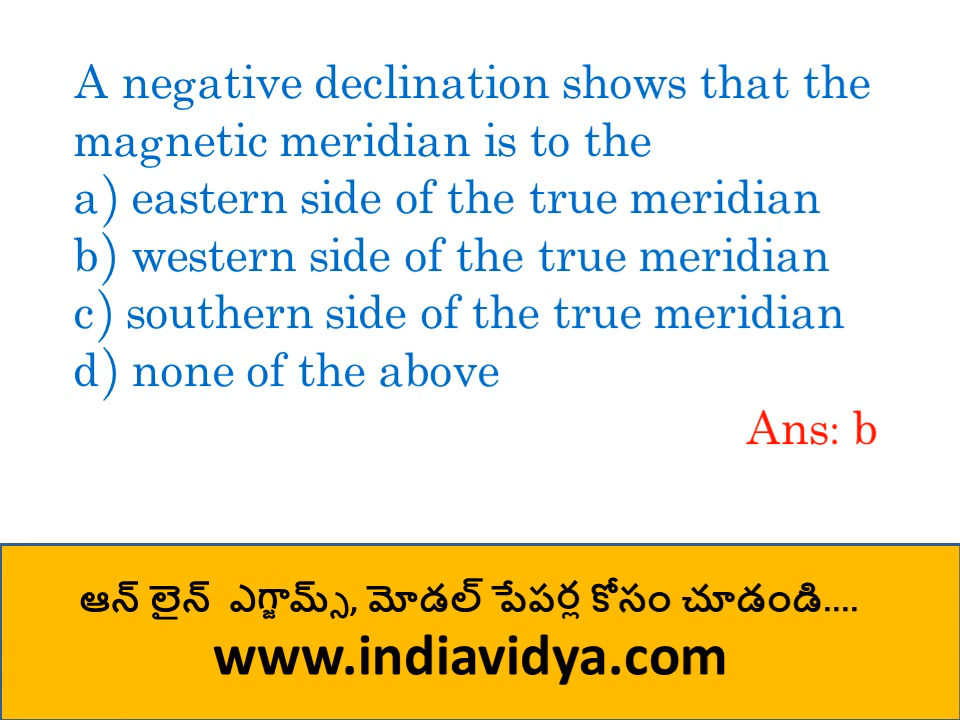 A negative declination shows that the
magnetic meridian is to the
a) eastern side of the true meridian
b) western side of the true meridian
c) southern side of the true meridian
d) none of the above
Ans: b
ఆన్ లైన్ ఎగ్జామ్స్, మోడల్ పేపర్ల కోసం చూడండి....
www.indiavidya.com